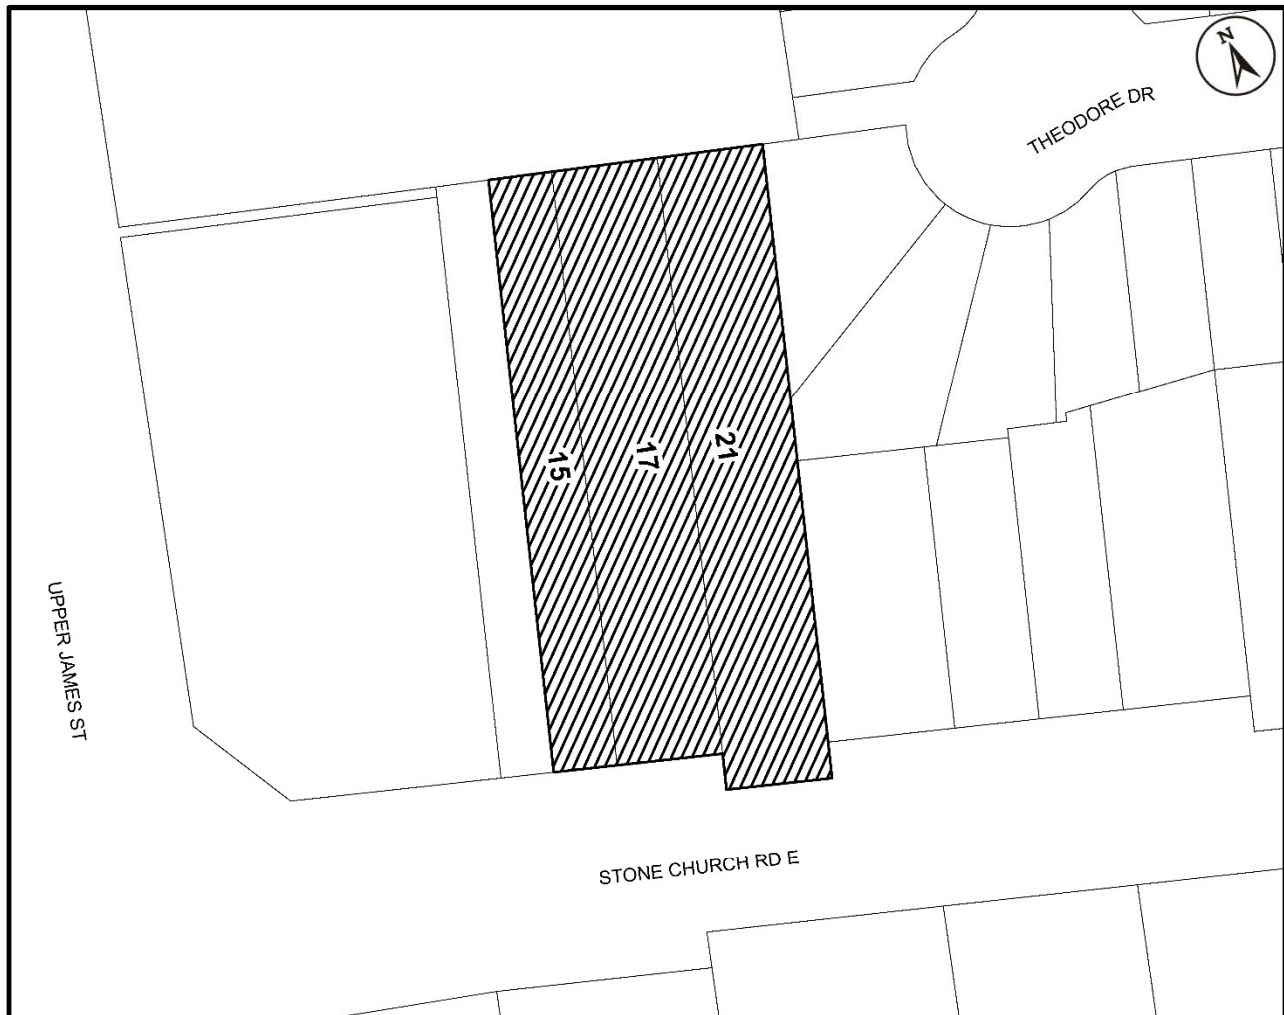 N
THEODORE DR
15
17
21
UPPER JAMES ST
STONE CHURCH RD E